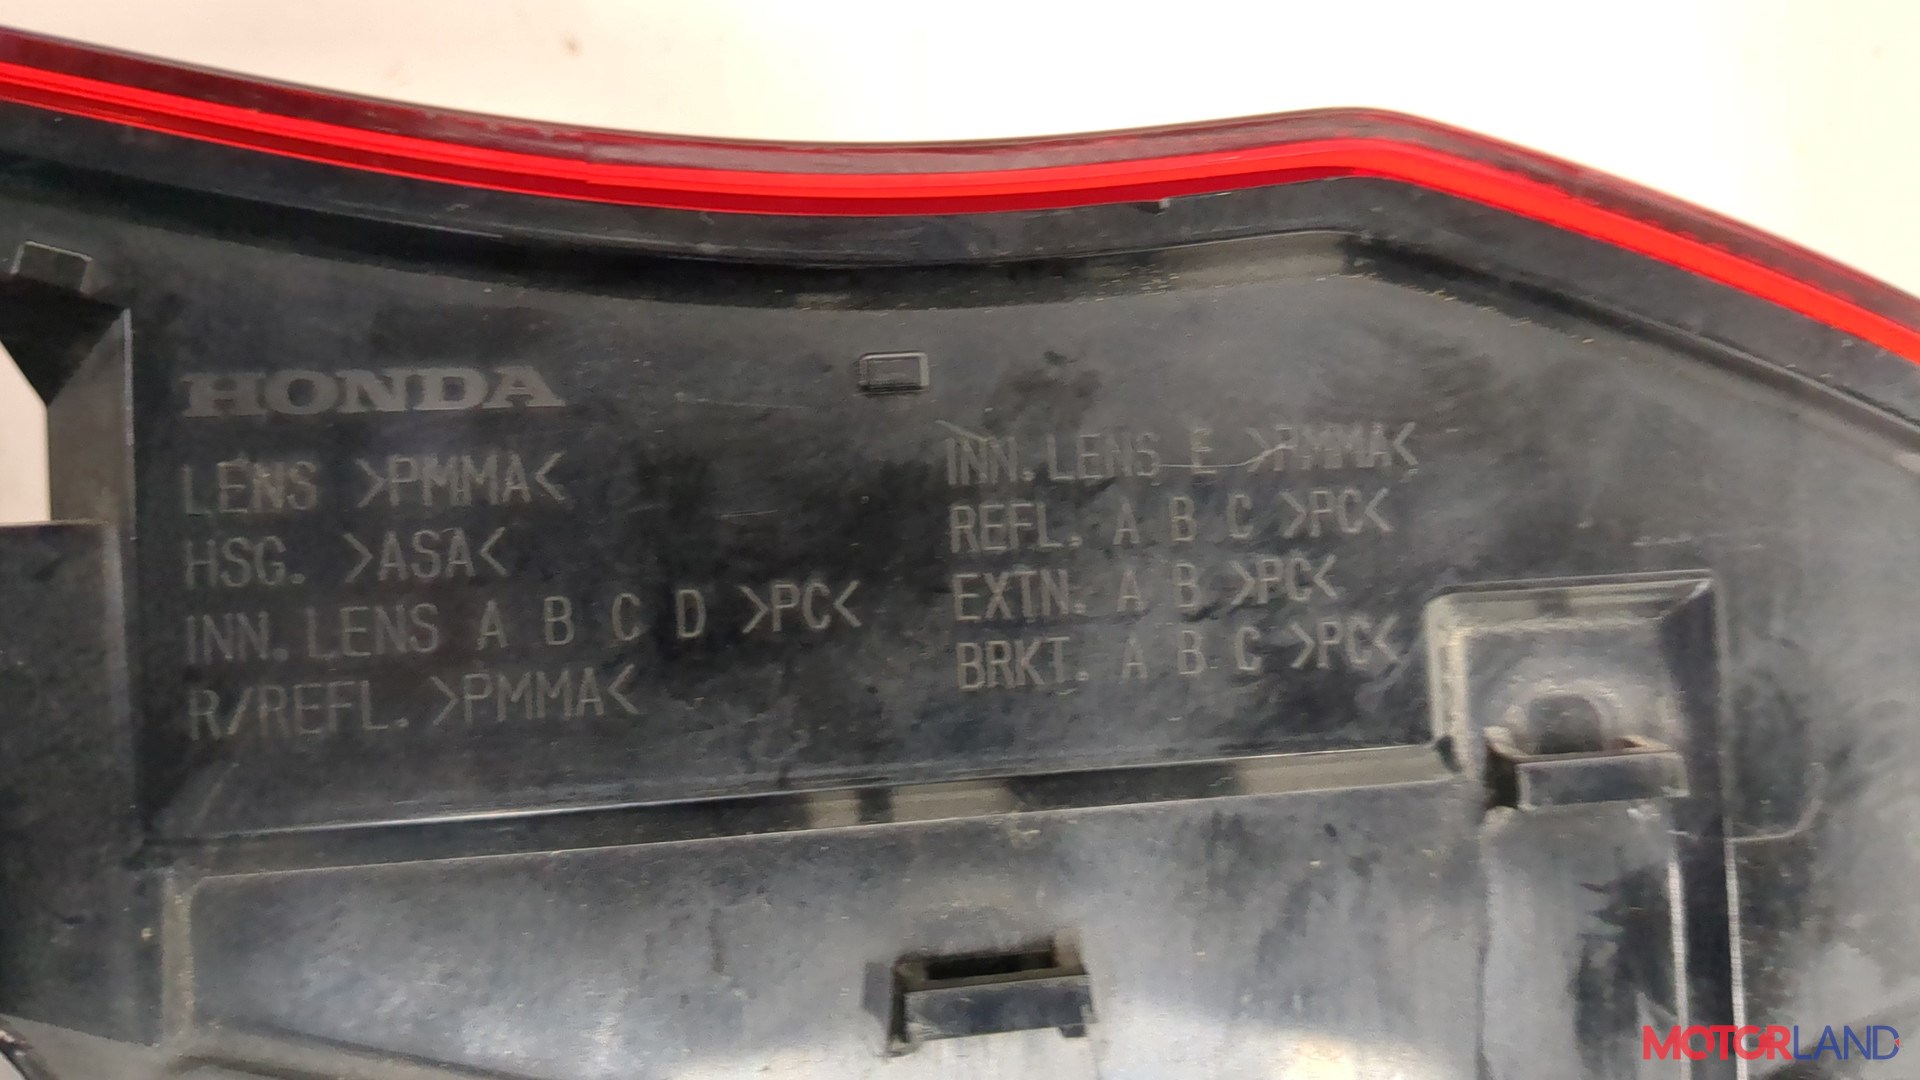 HONDA
LENS >PMMA<
HSG. >ASA<
INN. LENS A B C D >PC<
R/REFL. >PMMA<
INN. LENS E >PMMA<
REFL. A B C >PC<
EXTN. A B >PC<
BRKT. A B C >PC<
MOTORLAND